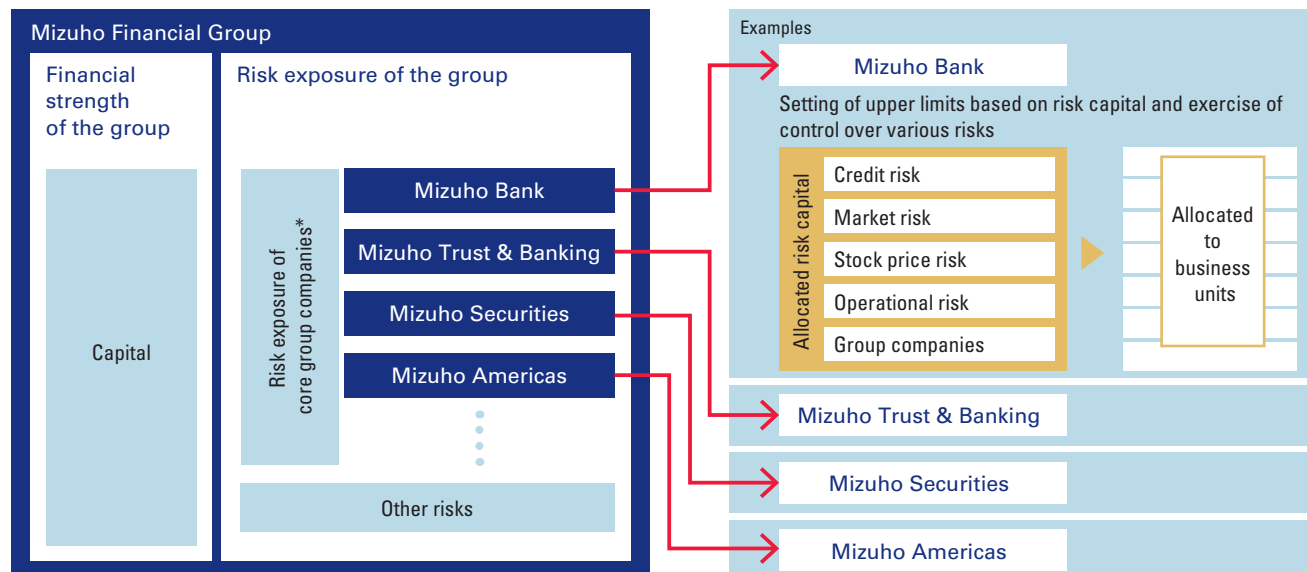 Mizuho Financial Group
Financial
strength
of the group
Capital
Risk exposure of the group
Risk exposure of
core group companies*
Mizuho Bank
Mizuho Trust & Banking
Mizuho Securities
Mizuho Americas
Other risks
Examples
Mizuho Bank
Setting of upper limits based on risk capital and exercise of
control over various risks
Allocated risk capital
Credit risk
Market risk
Stock price risk
Operational risk
Group companies
Allocated
to
business
units
Mizuho Trust & Banking
Mizuho Securities
Mizuho Americas